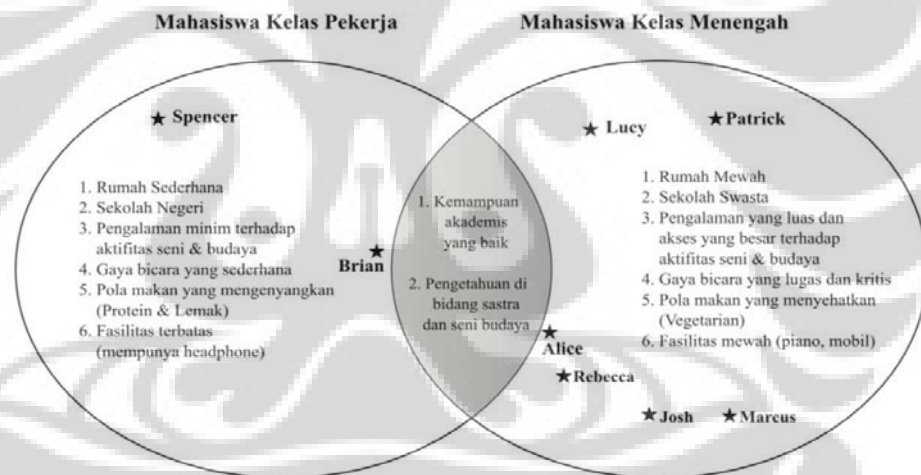 Mahasiswa Kelas Pekerja
Mahasiswa Kelas Menengah
Spencer
1. Rumah Sederhana
2. Sekolah Negeri
3. Pengalaman minim terhadap
aktifitas seni & budaya
4. Gaya bicara yang sederhana
5. Pola makan yang mengenyangkan
(Protein & Lemak)
6. Fasilitas terbatas
(mempunya headphone)
Brian
1. Kemampuan
akademis
yang baik
2. Pengetahuan di
bidang sastra
dan seni budaya
Lucy
Patrick
1. Rumah Mewah
2. Sekolah Swasta
3. Pengalaman yang luas dan
akses yang besar terhadap
aktifitas seni & budaya
4. Gaya bicara yang lugas dan kritis
5. Pola makan yang menyehatkan
(Vegetarian)
6. Fasilitas mewah (piano, mobil)
Alice
Rebecca
Josh
Marcus